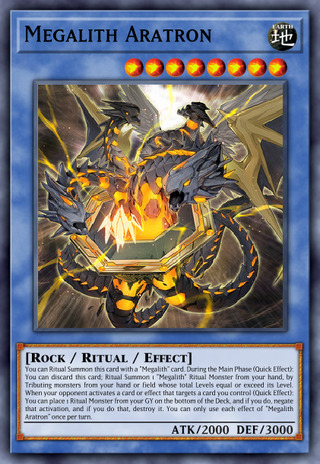 Megalith Aratron
EARTH
地
[Rock / Ritual / Effect]
You can Ritual Summon this card with a "Megalith" card. During the Main Phase (Quick Effect):
You can discard this card; Ritual Summon 1 "Megalith" Ritual Monster from your hand, by
Tributing monsters from your hand or field whose total Levels equal or exceed its Level.
When your opponent activates a card or effect that targets a card you control (Quick Effect):
You can place 1 Ritual Monster from your GY on the bottom of the Deck, and if you do, negate
that activation, and if you do that, destroy it. You can only use each effect of "Megalith
Aratron" once per turn.
ATK/2000 DEF/3000